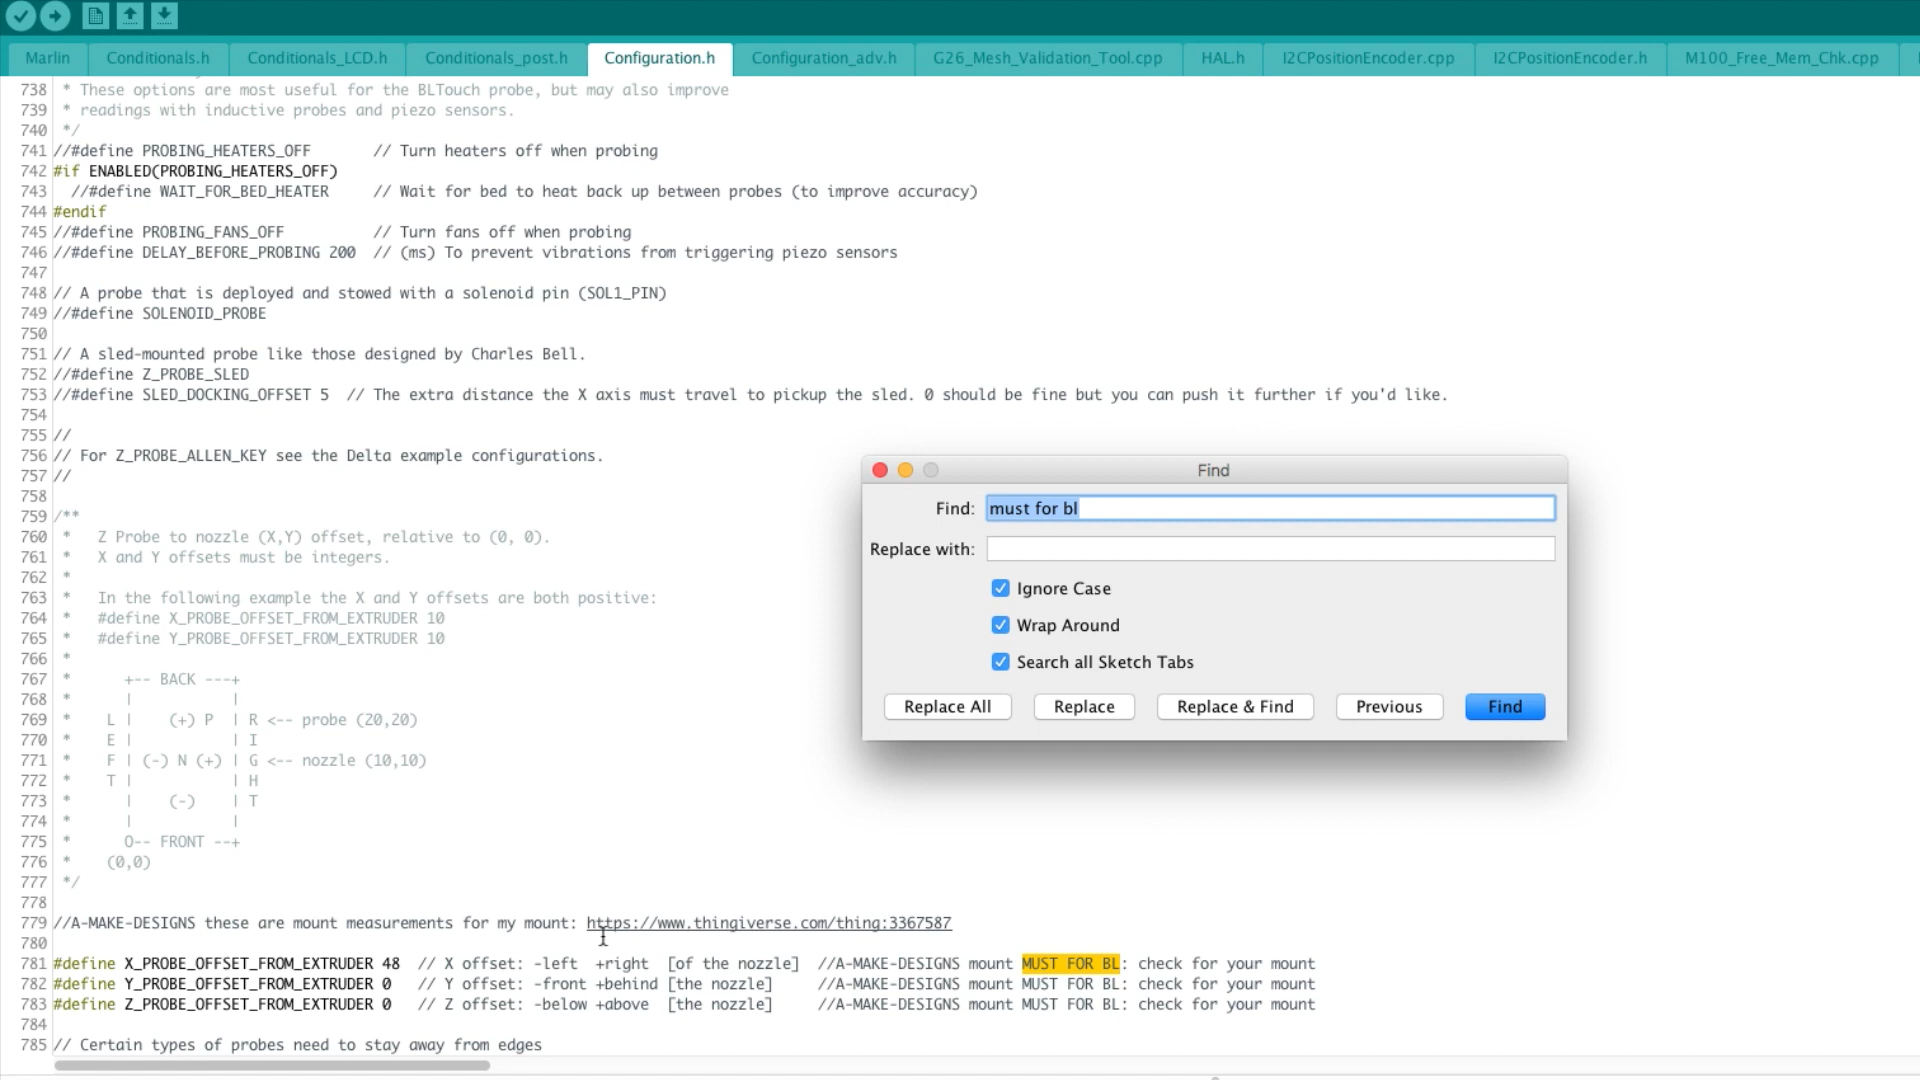 Marlin Conditionals.h Conditionals_LCD.h Conditionals_post.h Configuration.h Configuration_adv.h G26_Mesh_Validation_Tool.cpp HAL.h I2CPositionEncoder.cpp I2CPositionEncoder.h M100_Free_Mem_Chk.cpp
738 * These options are most useful for the BLTouch probe, but may also improve
739 * readings with inductive probes and piezo sensors.
740 */
741 //#define PROBING_HEATERS_OFF // Turn heaters off when probing
742 #if ENABLED(PROBING_HEATERS_OFF)
743 //#define WAIT_FOR_BED_HEATER // Wait for bed to heat back up between probes (to improve accuracy)
744 #endif
745 //#define PROBING_FANS_OFF // Turn fans off when probing
746 //#define DELAY_BEFORE_PROBING 200 // (ms) To prevent vibrations from triggering piezo sensors
747
748 // A probe that is deployed and stowed with a solenoid pin (SOL1_PIN)
749 //#define SOLENOID_PROBE
750
751 // A sled-mounted probe like those designed by Charles Bell.
752 //#define Z_PROBE_SLED
753 //#define SLED_DOCKING_OFFSET 5 // The extra distance the X axis must travel to pickup the sled. 0 should be fine but you can push it further if you'd like.
754
755 //
756 // For Z_PROBE_ALLEN_KEY see the Delta example configurations.
757 //
758
759 /**
760 * Z Probe to nozzle (X,Y) offset, relative to (0, 0).
761 * X and Y offsets must be integers.
762 *
763 * In the following example the X and Y offsets are both positive:
764 * #define X_PROBE_OFFSET_FROM_EXTRUDER 10
765 * #define Y_PROBE_OFFSET_FROM_EXTRUDER 10
766 *
767 * +-- BACK ---+
768 * | |
769 * L | (+) P | R <-- probe (20,20)
770 * E | | I
771 * F | (-) N (+) | G <-- nozzle (10,10)
772 * T | | H
773 * | (-) | T
774 * | |
775 * O-- FRONT --+
776 * (0,0)
777 */
778
779 //A-MAKE-DESIGNS these are mount measurements for my mount: https://www.thingiverse.com/thing:3367587
780
781 #define X_PROBE_OFFSET_FROM_EXTRUDER 48 // X offset: -left +right [of the nozzle] //A-MAKE-DESIGNS mount MUST FOR BL: check for your mount
782 #define Y_PROBE_OFFSET_FROM_EXTRUDER 0 // Y offset: -front +behind [the nozzle] //A-MAKE-DESIGNS mount MUST FOR BL: check for your mount
783 #define Z_PROBE_OFFSET_FROM_EXTRUDER 0 // Z offset: -below +above [the nozzle] //A-MAKE-DESIGNS mount MUST FOR BL: check for your mount
784
785 // Certain types of probes need to stay away from edges
Find
Find: must for bl
Replace with:
Ignore Case
Wrap Around
Search all Sketch Tabs
Replace All Replace Replace & Find Previous Find